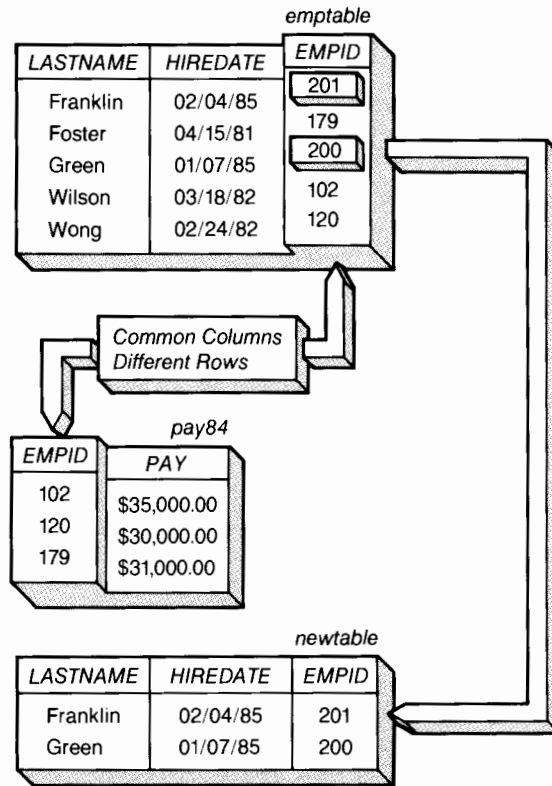 emptable
LASTNAME HIREDATE EMPID
Franklin 02/04/85 201
Foster 04/15/81 179
Green 01/07/85 200
Wilson 03/18/82 102
Wong 02/24/82 120
Common Columns
Different Rows
pay84
EMPID PAY
102 $35,000.00
120 $30,000.00
179 $31,000.00
newtable
LASTNAME HIREDATE EMPID
Franklin 02/04/85 201
Green 01/07/85 200